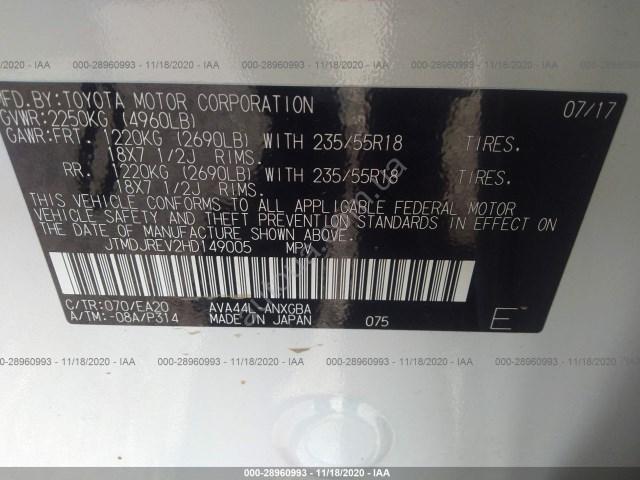 000-28960993 - 11/18/2020 - IAA
MFD.BY:TOYOTA MOTOR CORPORATION 07/17
GVWR:2250KG (4960LB)
GAWR:FRT. 1220KG (2690LB) WITH 235/55R18 TIRES.
18X7 1/2J RIMS.
RR. 1220KG (2690LB) WITH 235/55R18 TIRES.
18X7 1/2J RIMS.
THIS VEHICLE CONFORMS TO ALL APPLICABLE FEDERAL MOTOR
VEHICLE SAFETY AND THEFT PREVENTION STANDARDS IN EFFECT ON
THE DATE OF MANUFACTURE SHOWN ABOVE.
JTMDJREV2HD149005 MPV
C/TR:070/EA20 AVA44L-ANXGBA
A/TM:-08A/P314 MADE IN JAPAN 075 E
000-28960993 - 11/18/2020 - IAA
000-28960993 - 11/18/2020 - IAA